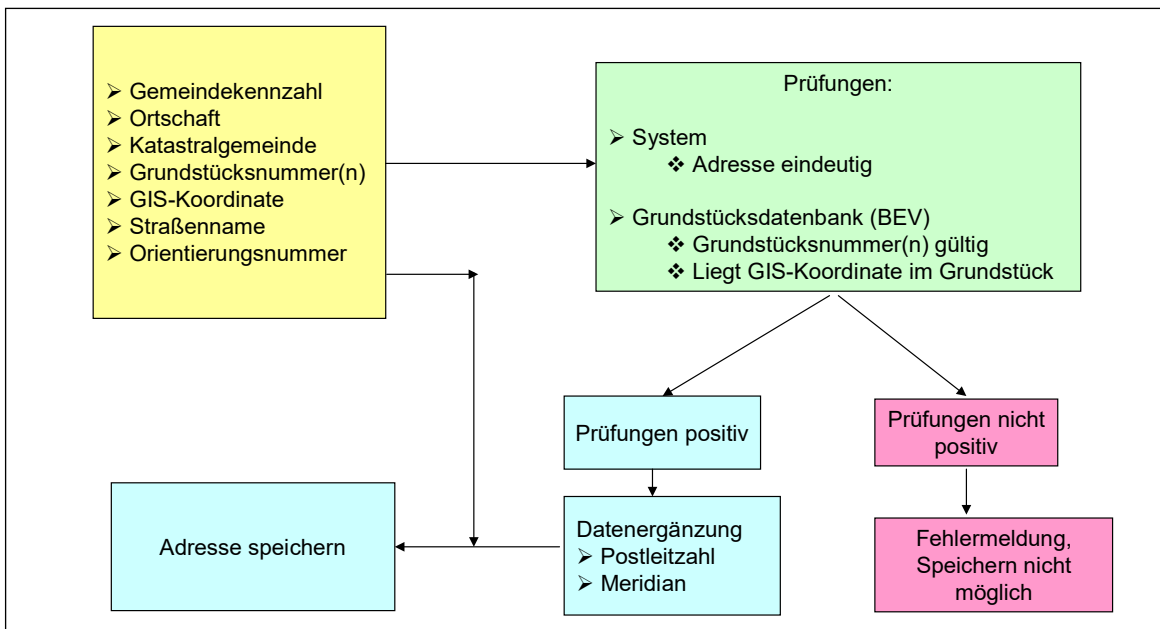 ➢ Gemeindekennzahl
➢ Ortschaft
➢ Katastralgemeinde
➢ Grundstücksnummer(n)
➢ GIS-Koordinate
➢ Straßenname
➢ Orientierungsnummer
Prüfungen:
➢ System
❖ Adresse eindeutig
➢ Grundstücksdatenbank (BEV)
❖ Grundstücksnummer(n) gültig
❖ Liegt GIS-Koordinate im Grundstück
Prüfungen positiv
Prüfungen nicht
positiv
Adresse speichern
Datenergänzung
➢ Postleitzahl
➢ Meridian
Fehlermeldung,
Speichern nicht
möglich